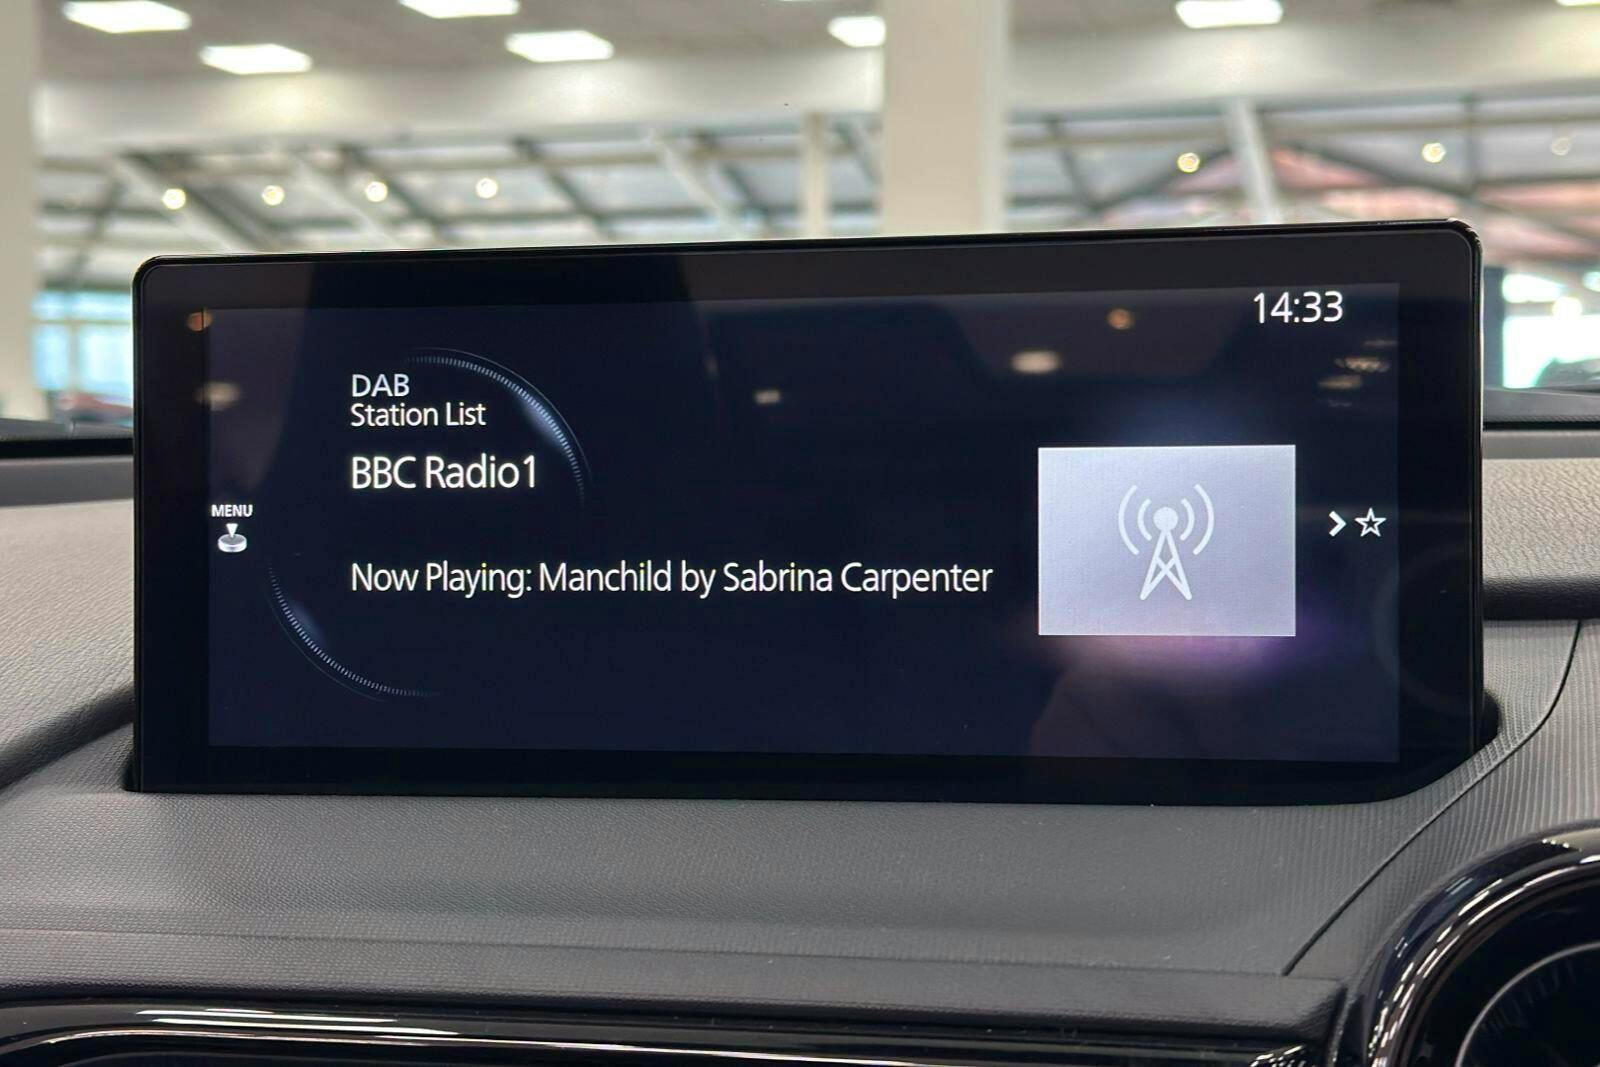 14:33
DAB
Station List
BBC Radio1
MENU
Now Playing: Manchild by Sabrina Carpenter